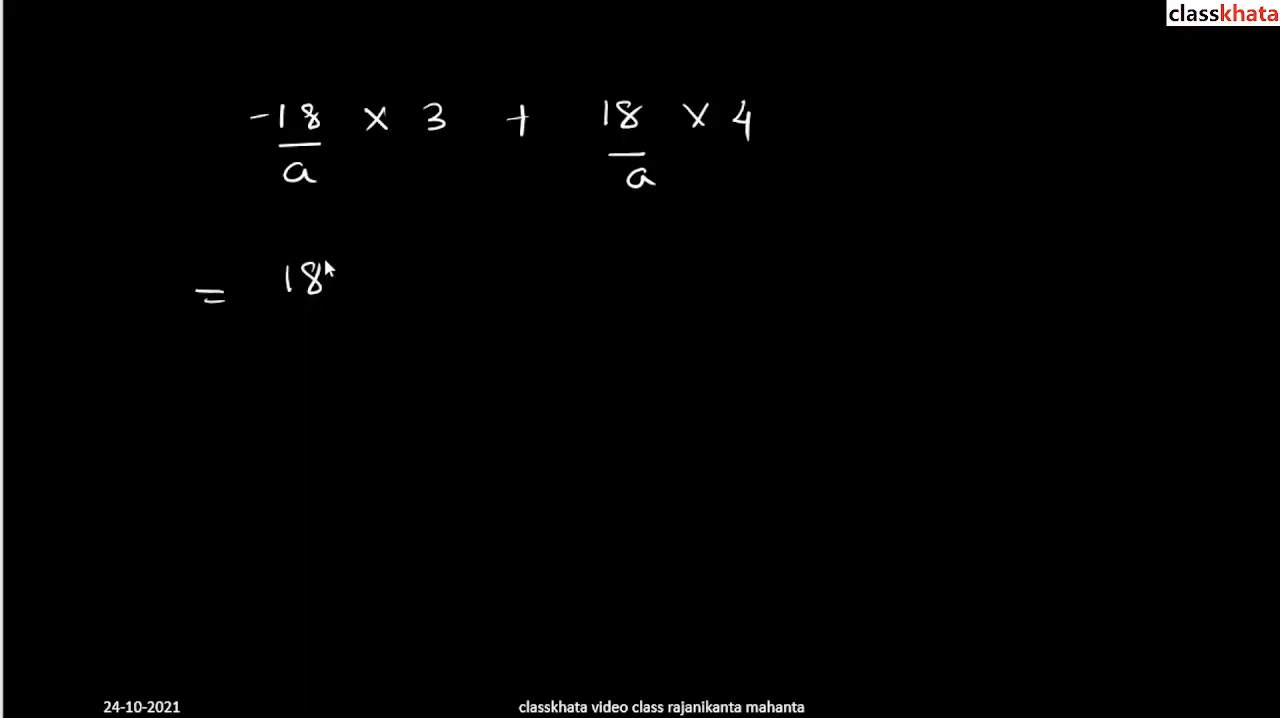 classkhata
-18/a × 3 + 18/a × 4
= 18
24-10-2021 classkhata video class rajanikanta mahanta